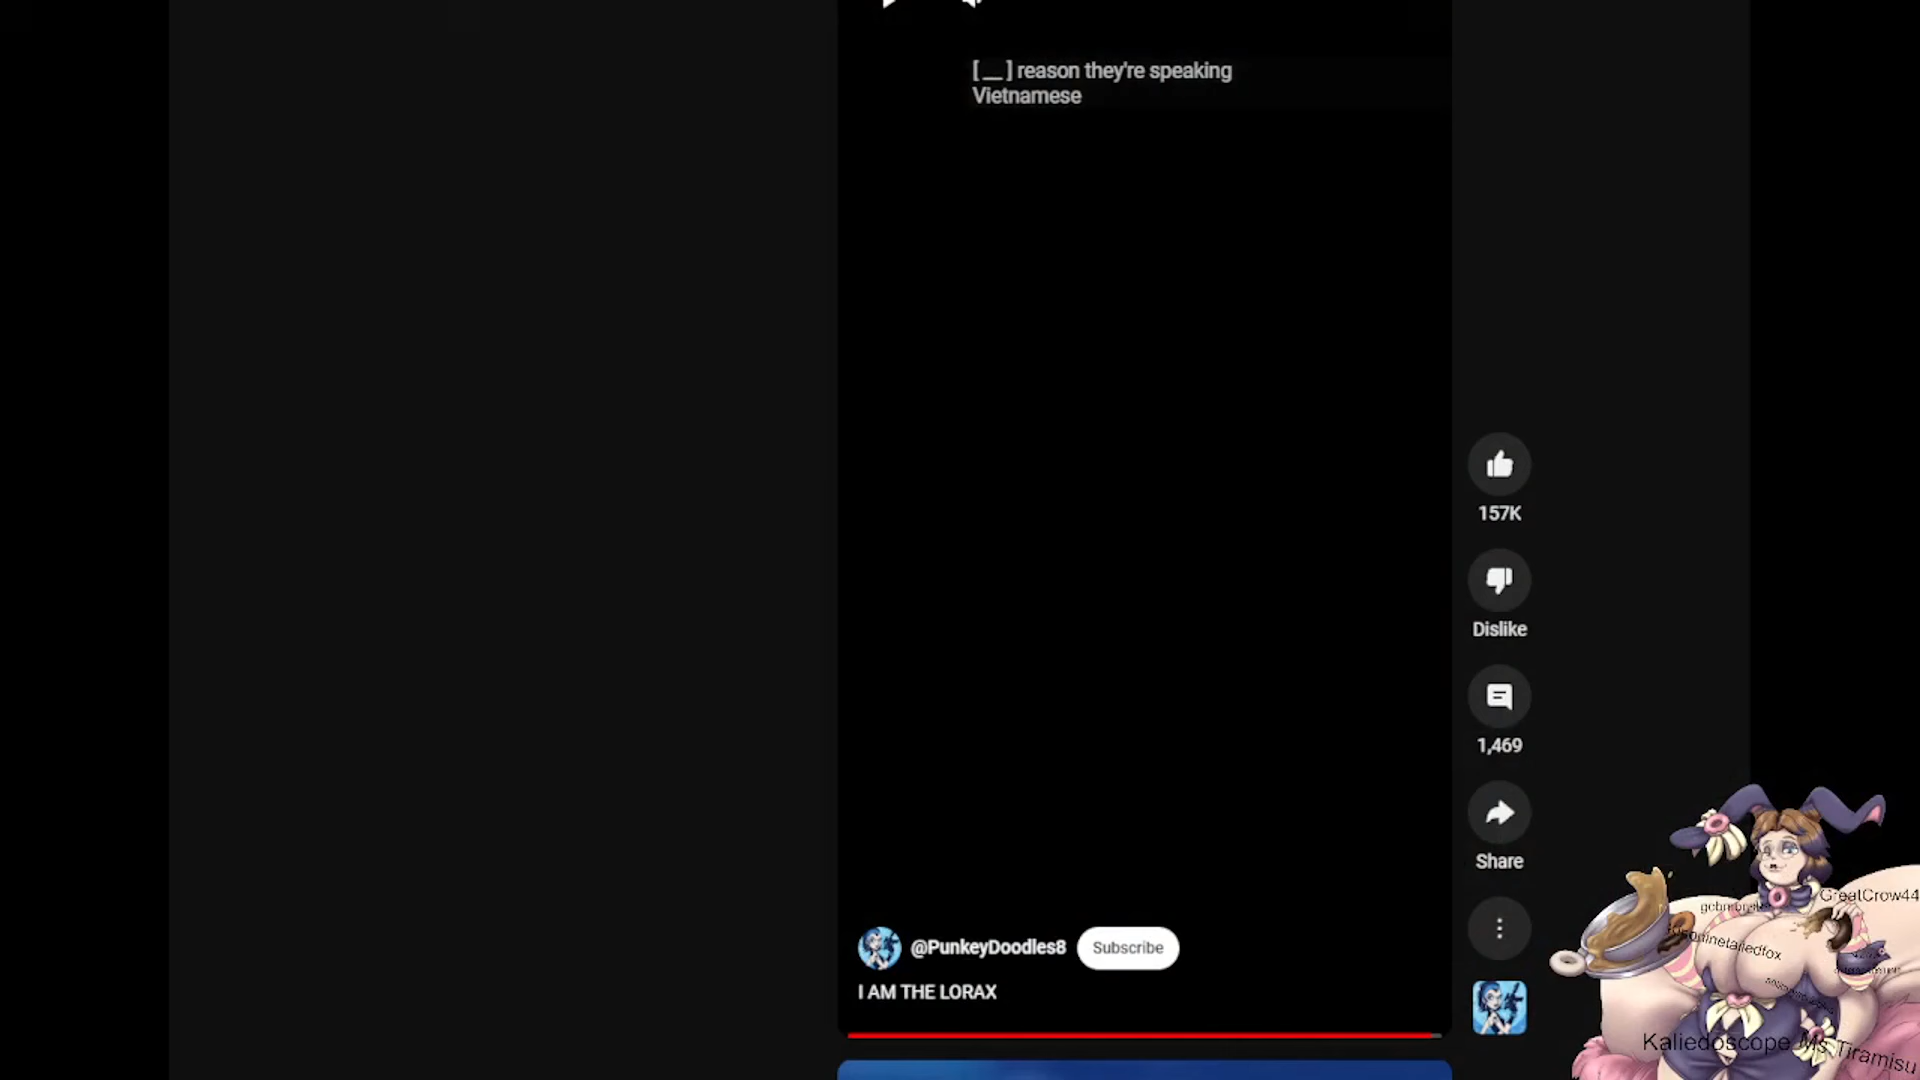 [ __ ] reason they're speaking
Vietnamese
157K
Dislike
1,469
Share
@PunkeyDoodles8
Subscribe
I AM THE LORAX
GreatCrow44
Kaliedoscope Ms Tiramisu